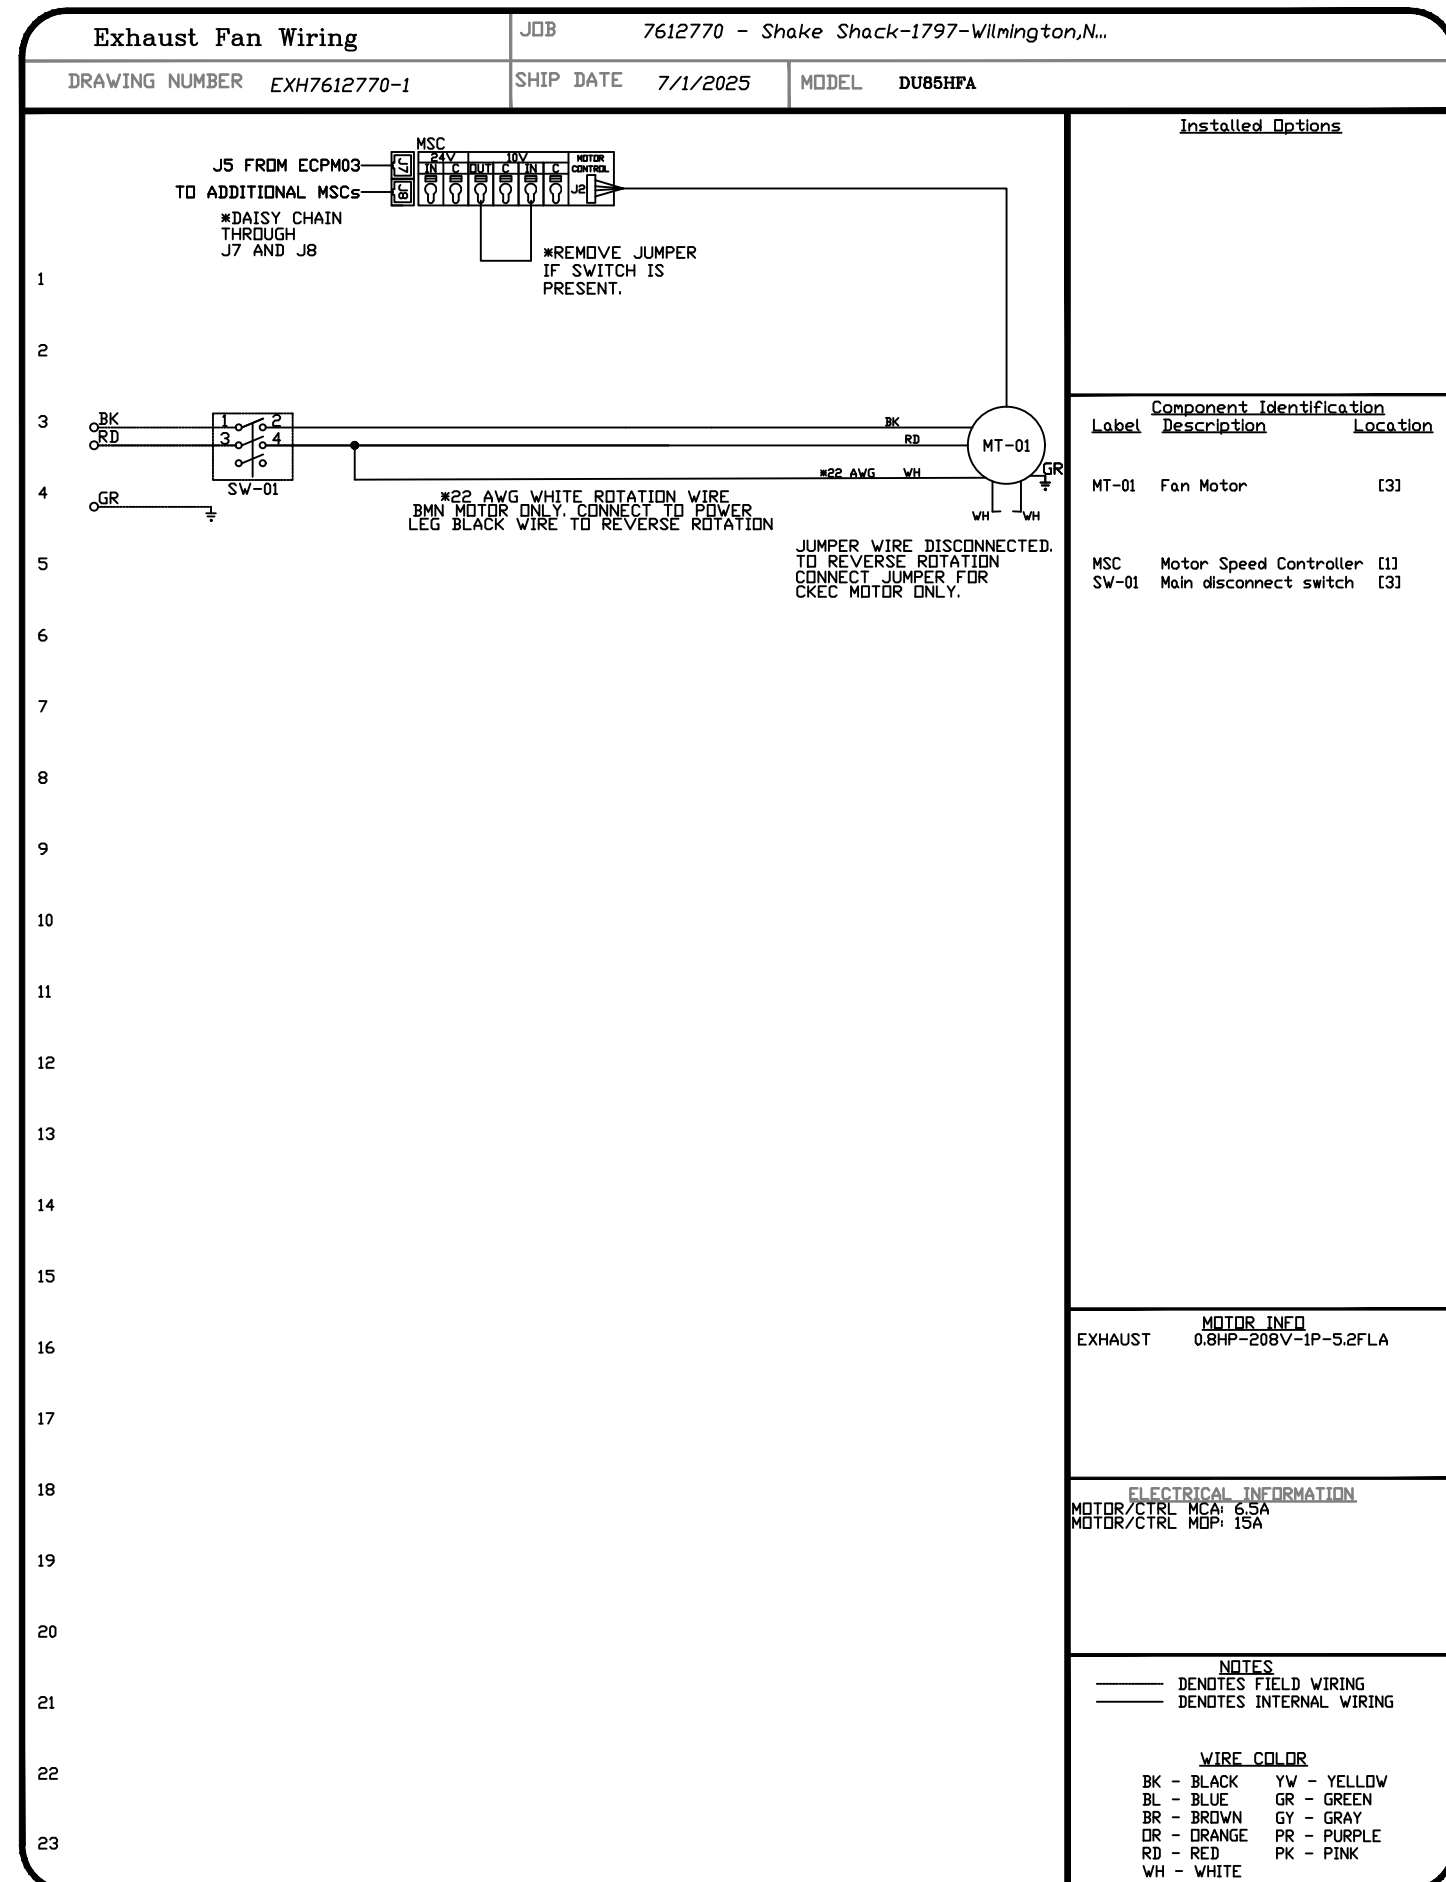 Exhaust Fan Wiring
JOB 7612770 - Shake Shack-1797-Wilmington,N...
DRAWING NUMBER EXH7612770-1
SHIP DATE 7/1/2025
MODEL DU85HFA
MSC
24V 10V MOTOR CONTROL
IN C OUT C IN C
J5 FROM ECPM03 J7
TO ADDITIONAL MSCs J8
J2
*DAISY CHAIN
THROUGH
J7 AND J8
*REMOVE JUMPER
IF SWITCH IS
PRESENT.
1
2
3
BK 1 2 BK
RD 3 4 RD
MT-01
*22 AWG WH
GR
SW-01
4
GR
*22 AWG WHITE ROTATION WIRE
BMN MOTOR ONLY. CONNECT TO POWER
LEG BLACK WIRE TO REVERSE ROTATION
WH WH
JUMPER WIRE DISCONNECTED.
TO REVERSE ROTATION
CONNECT JUMPER FOR
CKEC MOTOR ONLY.
5
6
7
8
9
10
11
12
13
14
15
16
17
18
19
20
21
22
23
Installed Options
Component Identification
Label Description Location
MT-01 Fan Motor [3]
MSC Motor Speed Controller [1]
SW-01 Main disconnect switch [3]
MOTOR INFO
EXHAUST 0.8HP-208V-1P-5.2FLA
ELECTRICAL INFORMATION
MOTOR/CTRL MCA: 6.5A
MOTOR/CTRL MOP: 15A
NOTES
DENOTES FIELD WIRING
DENOTES INTERNAL WIRING
WIRE COLOR
BK - BLACK YW - YELLOW
BL - BLUE GR - GREEN
BR - BROWN GY - GRAY
OR - ORANGE PR - PURPLE
RD - RED PK - PINK
WH - WHITE